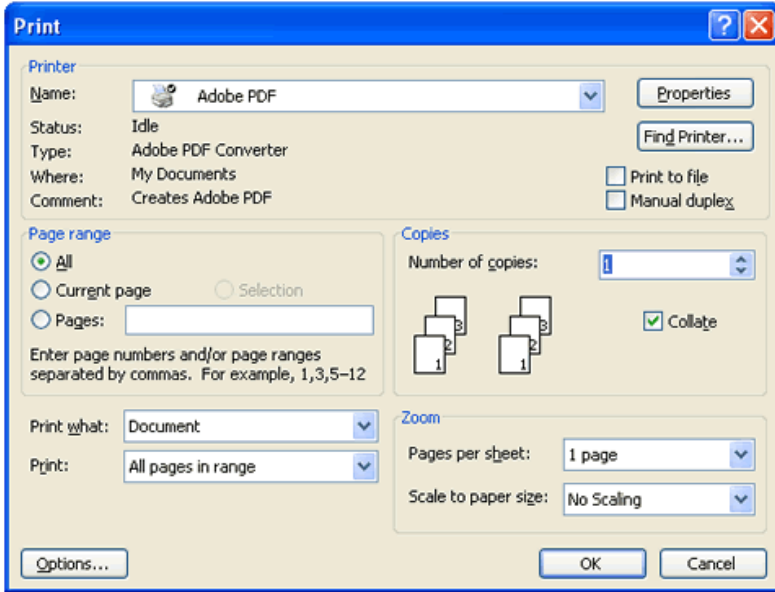 Print
Printer
Name: Adobe PDF Properties
Status: Idle
Find Printer...
Type: Adobe PDF Converter
Where: My Documents
Print to file
Comment: Creates Adobe PDF
Manual duplex
Page range
All
Current page Selection
Pages:
Enter page numbers and/or page ranges
separated by commas. For example, 1,3,5–12
Copies
Number of copies: 1
1 2 3 1 2 3
Collate
Print what: Document
Print: All pages in range
Zoom
Pages per sheet: 1 page
Scale to paper size: No Scaling
Options... OK Cancel